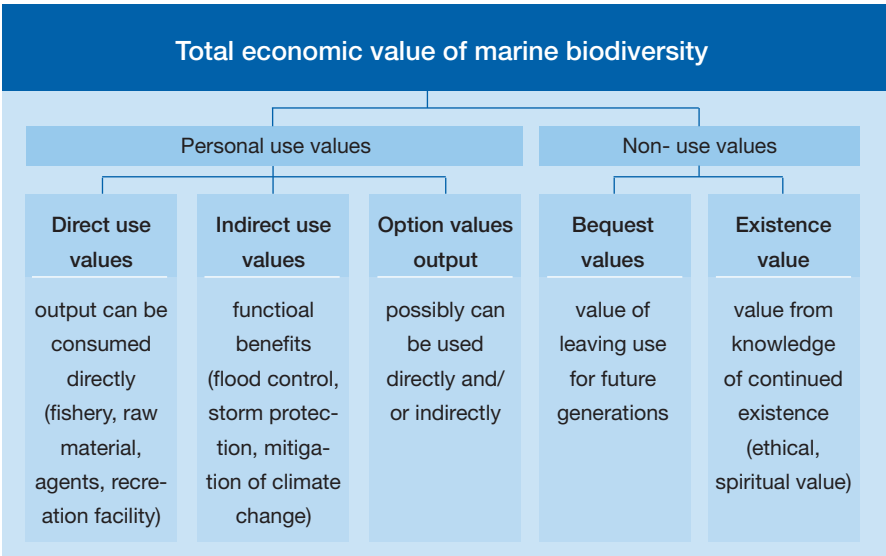 Total economic value of marine biodiversity
Personal use values
Non- use values
Direct use
values
output can be
consumed
directly
(fishery, raw
material,
agents, recre-
ation facility)
Indirect use
values
functioal
benefits
(flood control,
storm protec-
tion, mitiga-
tion of climate
change)
Option values
output
possibly can
be used
directly and/
or indirectly
Bequest
values
value of
leaving use
for future
generations
Existence
value
value from
knowledge
of continued
existence
(ethical,
spiritual value)